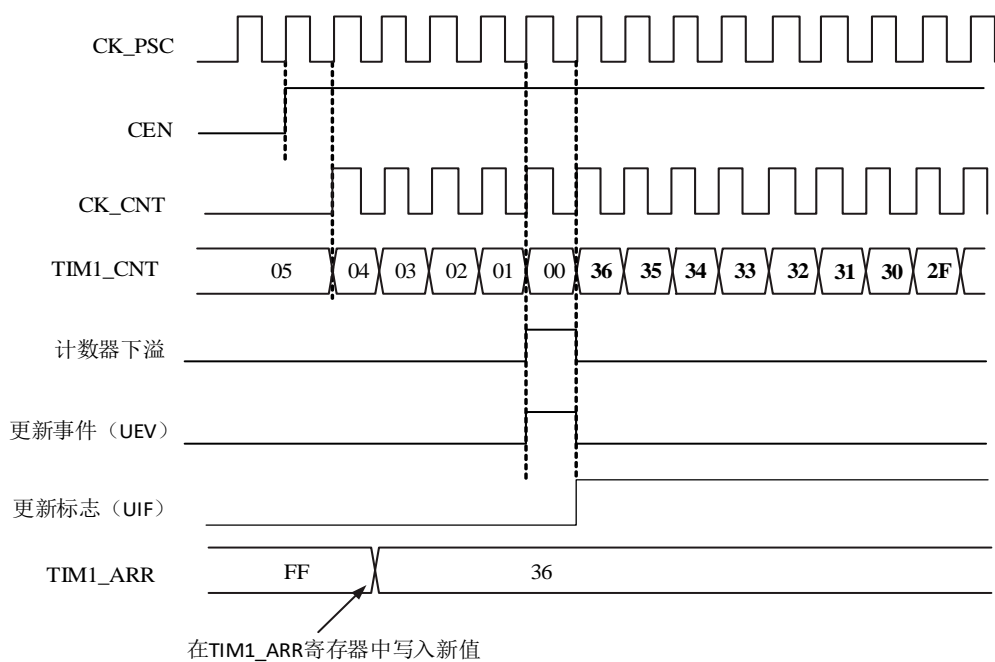 CK_PSC
CEN
CK_CNT
TIM1_CNT 05 04 03 02 01 00 36 35 34 33 32 31 30 2F
计数器下溢
更新事件（UEV）
更新标志（UIF）
TIM1_ARR FF 36
在TIM1_ARR寄存器中写入新值